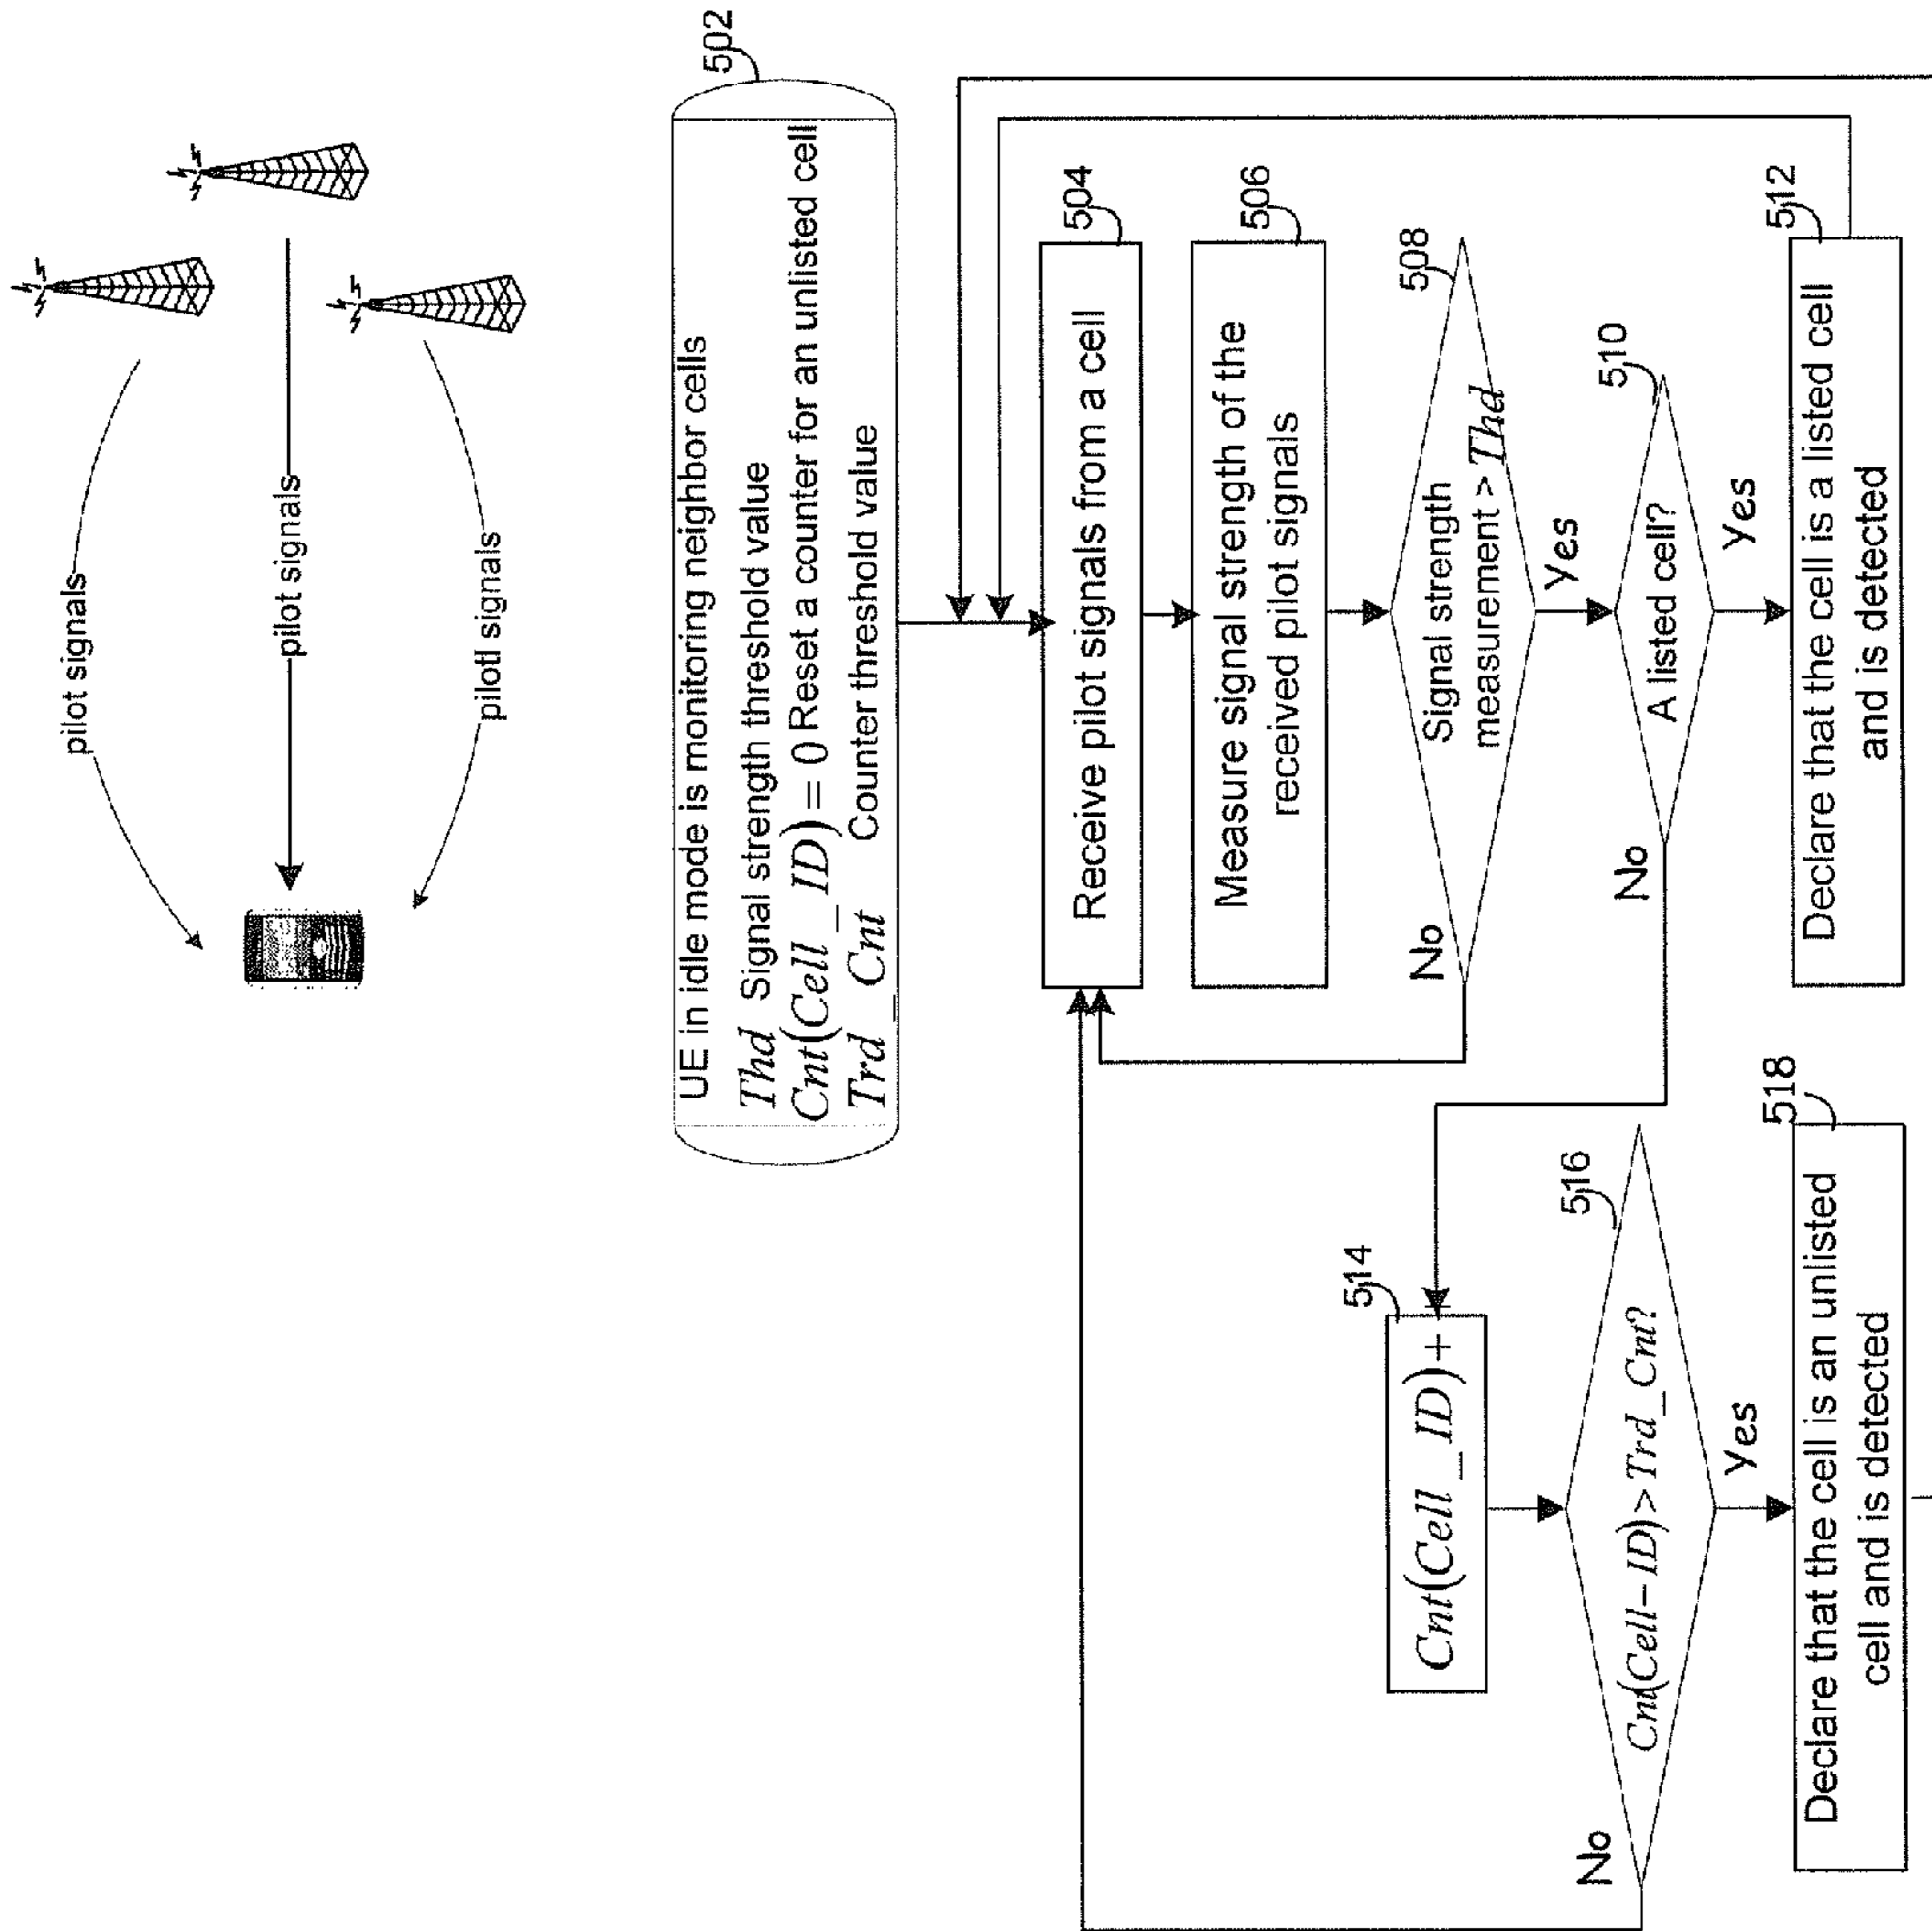 pilot signals
pilot signals
pilotl signals
502
UE in idle mode is monitoring neighbor cells
Thd Signal strength threshold value
Cnt(Cell_ID) = 0 Reset a counter for an unlisted cell
Trd_Cnt Counter threshold value
504
Receive pilot signals from a cell
506
Measure signal strength of the
received pilot signals
508
Signal strength
measurement > Thd
No
Yes
510
A listed cell?
No
Yes
512
Declare that the cell is a listed cell
and is detected
514
Cnt(Cell_ID)++
516
Cnt(Cell-ID)>Trd_Cnt?
No
Yes
518
Declare that the cell is an unlisted
cell and is detected